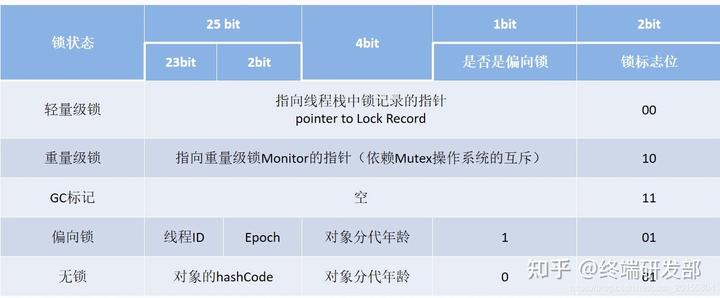 锁状态 25 bit 4bit 1bit 2bit
23bit 2bit 是否是偏向锁 锁标志位
轻量级锁 指向线程栈中锁记录的指针 00
pointer to Lock Record
重量级锁 指向重量级锁Monitor的指针（依赖Mutex操作系统的互斥） 10
GC标记 空 11
偏向锁 线程ID Epoch 对象分代年龄 1 01
无锁 对象的hashCode 对象分代年龄 0 01
知乎 @终端研发部